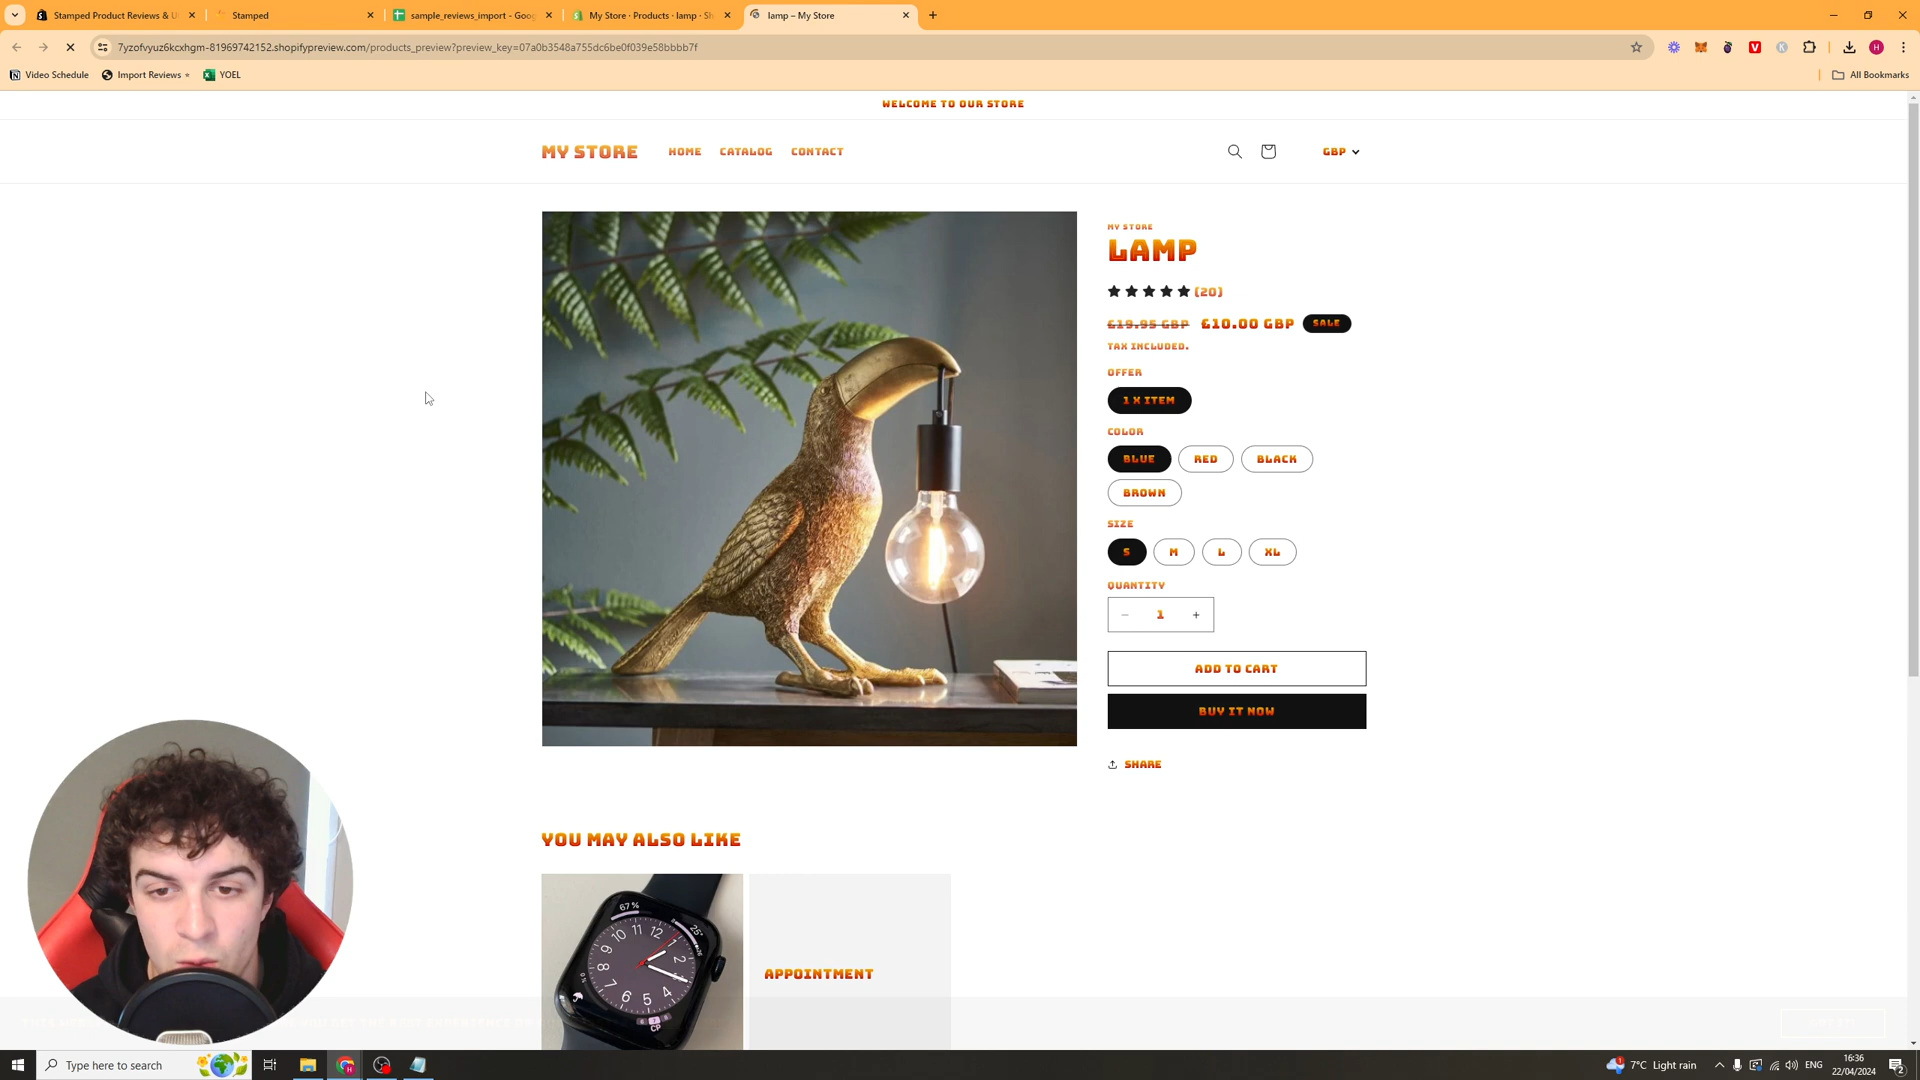 Stamped Product Reviews & U
Stamped
sample_reviews_import - Goog
My Store · Products · lamp · Sh
lamp – My Store
7yzofvyuz6kcxhgm-81969742152.shopifypreview.com/products_preview?preview_key=07a0b3548a755dc6be0f039e58bbbb7f
Video Schedule
Import Reviews ⭑
YOEL
All Bookmarks
WELCOME TO OUR STORE
MY STORE
HOME
CATALOG
CONTACT
GBP
MY STORE
LAMP
(20)
£19.95 GBP £10.00 GBP SALE
TAX INCLUDED.
OFFER
1 X ITEM
COLOR
BLUE
RED
BLACK
BROWN
SIZE
S
M
L
XL
QUANTITY
1
ADD TO CART
BUY IT NOW
SHARE
YOU MAY ALSO LIKE
67%
APPOINTMENT
Type here to search
7°C Light rain
ENG
16:36
22/04/2024